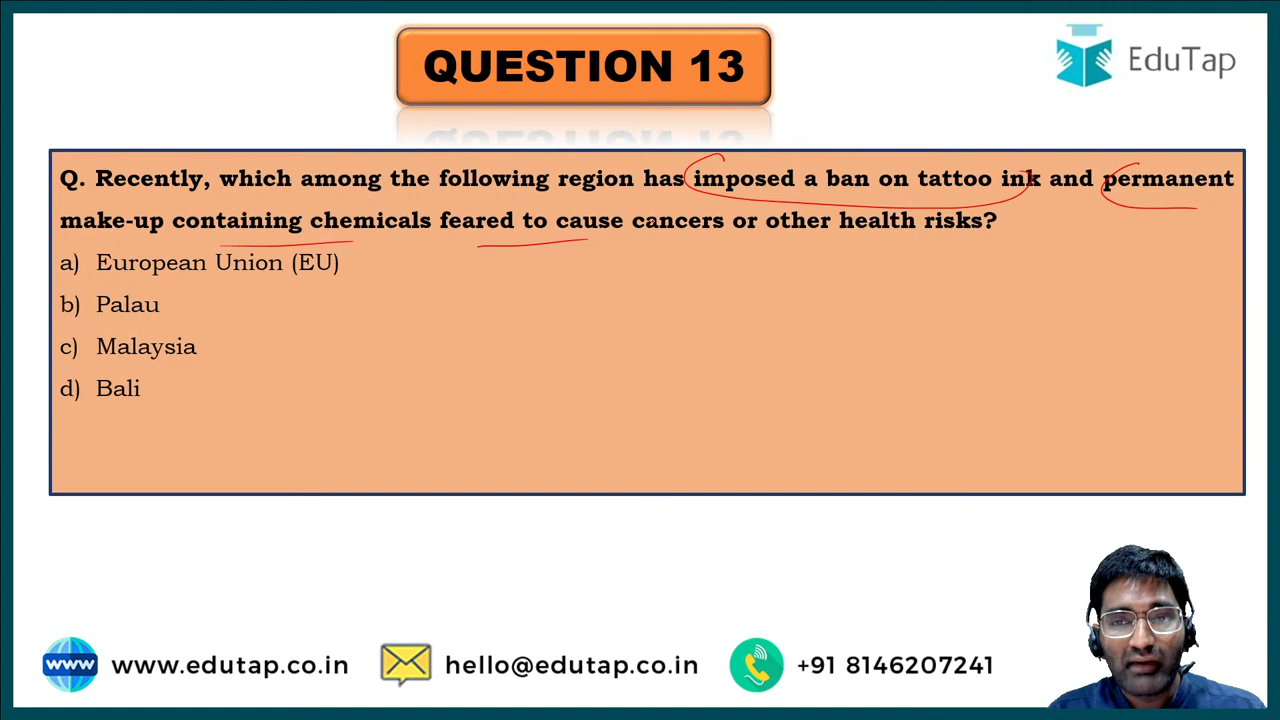 QUESTION 13
EduTap
Q. Recently, which among the following region has imposed a ban on tattoo ink and permanent
make-up containing chemicals feared to cause cancers or other health risks?
a) European Union (EU)
b) Palau
c) Malaysia
d) Bali
www www.edutap.co.in hello@edutap.co.in +91 8146207241